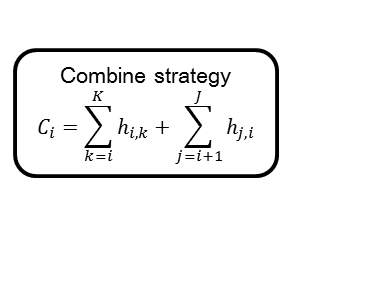 Combine strategy
C_i = \sum_{k=i}^{K} h_{i,k} + \sum_{j=i+1}^{J} h_{j,i}